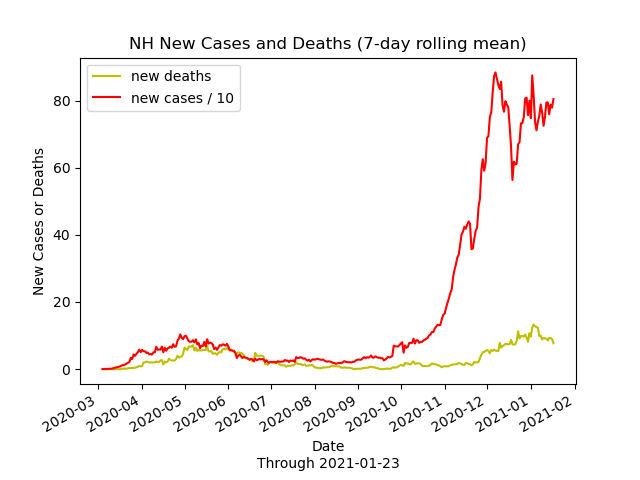 NH New Cases and Deaths (7-day rolling mean)
new deaths
new cases / 10
New Cases or Deaths
80
60
40
20
0
2020-03
2020-04
2020-05
2020-06
2020-07
2020-08
2020-09
2020-10
2020-11
2020-12
2021-01
2021-02
Date
Through 2021-01-23